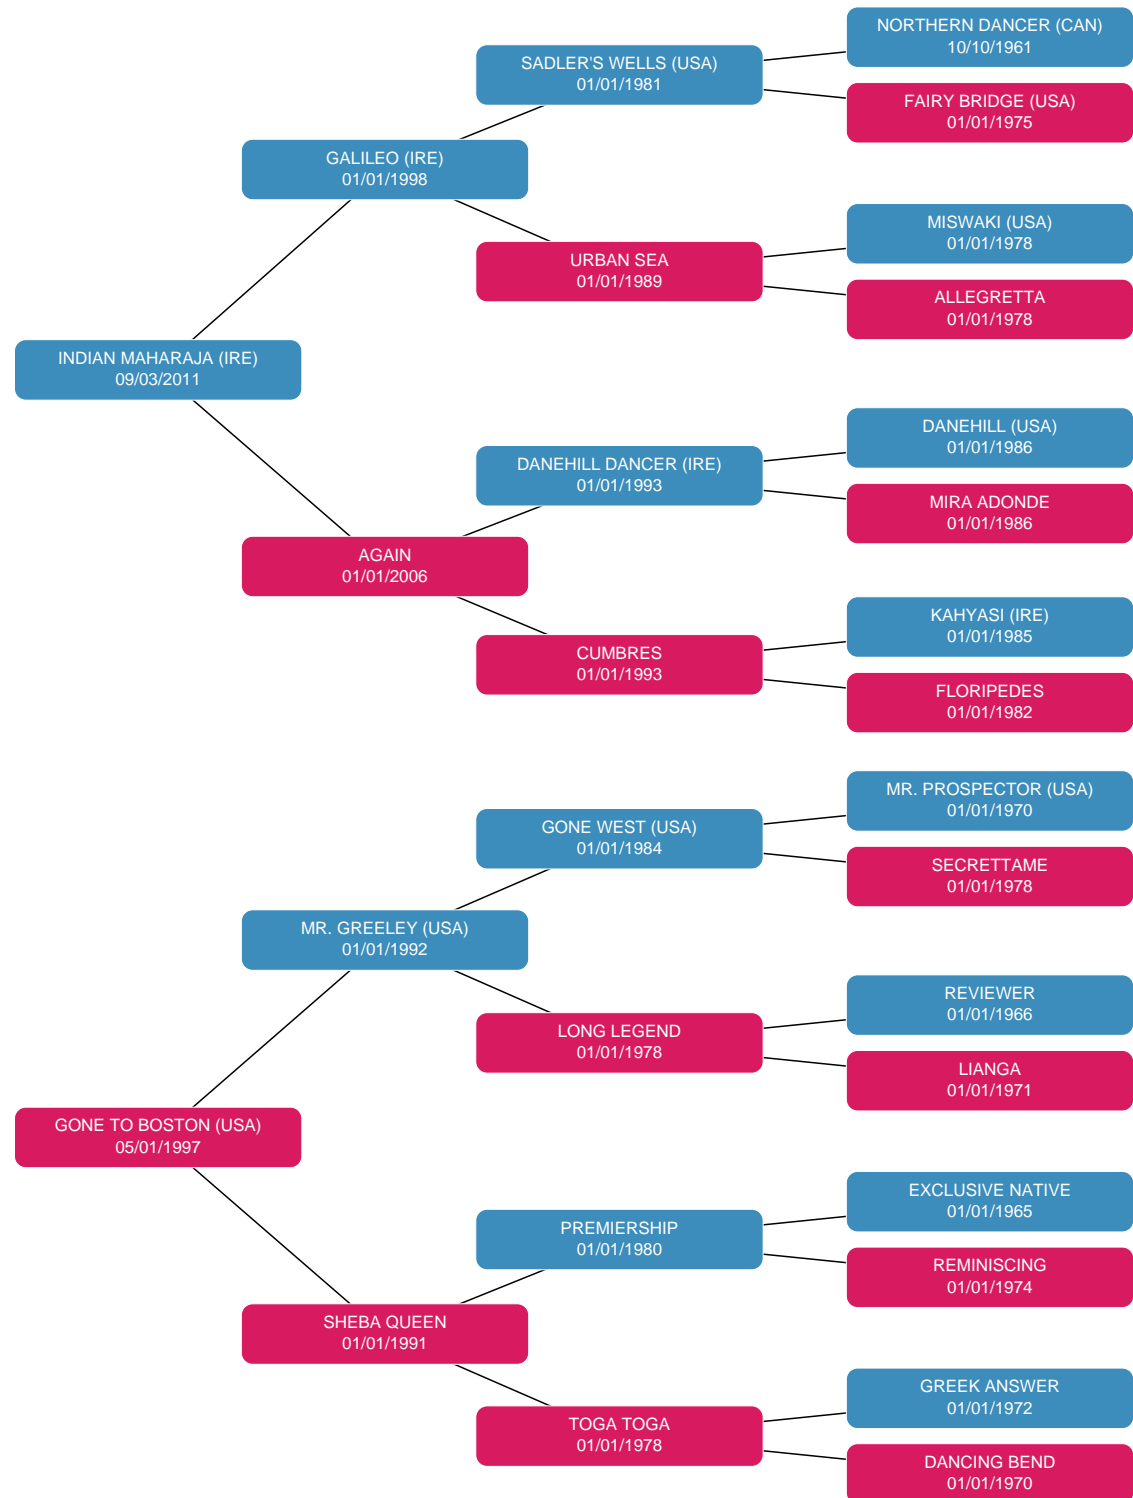 NORTHERN DANCER (CAN)
10/10/1961
SADLER'S WELLS (USA)
01/01/1981
FAIRY BRIDGE (USA)
01/01/1975
GALILEO (IRE)
01/01/1998
MISWAKI (USA)
01/01/1978
URBAN SEA
01/01/1989
ALLEGRETTA
01/01/1978
INDIAN MAHARAJA (IRE)
09/03/2011
DANEHILL (USA)
01/01/1986
DANEHILL DANCER (IRE)
01/01/1993
MIRA ADONDE
01/01/1986
AGAIN
01/01/2006
KAHYASI (IRE)
01/01/1985
CUMBRES
01/01/1993
FLORIPEDES
01/01/1982
MR. PROSPECTOR (USA)
01/01/1970
GONE WEST (USA)
01/01/1984
SECRETTAME
01/01/1978
MR. GREELEY (USA)
01/01/1992
REVIEWER
01/01/1966
LONG LEGEND
01/01/1978
LIANGA
01/01/1971
GONE TO BOSTON (USA)
05/01/1997
EXCLUSIVE NATIVE
01/01/1965
PREMIERSHIP
01/01/1980
REMINISCING
01/01/1974
SHEBA QUEEN
01/01/1991
GREEK ANSWER
01/01/1972
TOGA TOGA
01/01/1978
DANCING BEND
01/01/1970